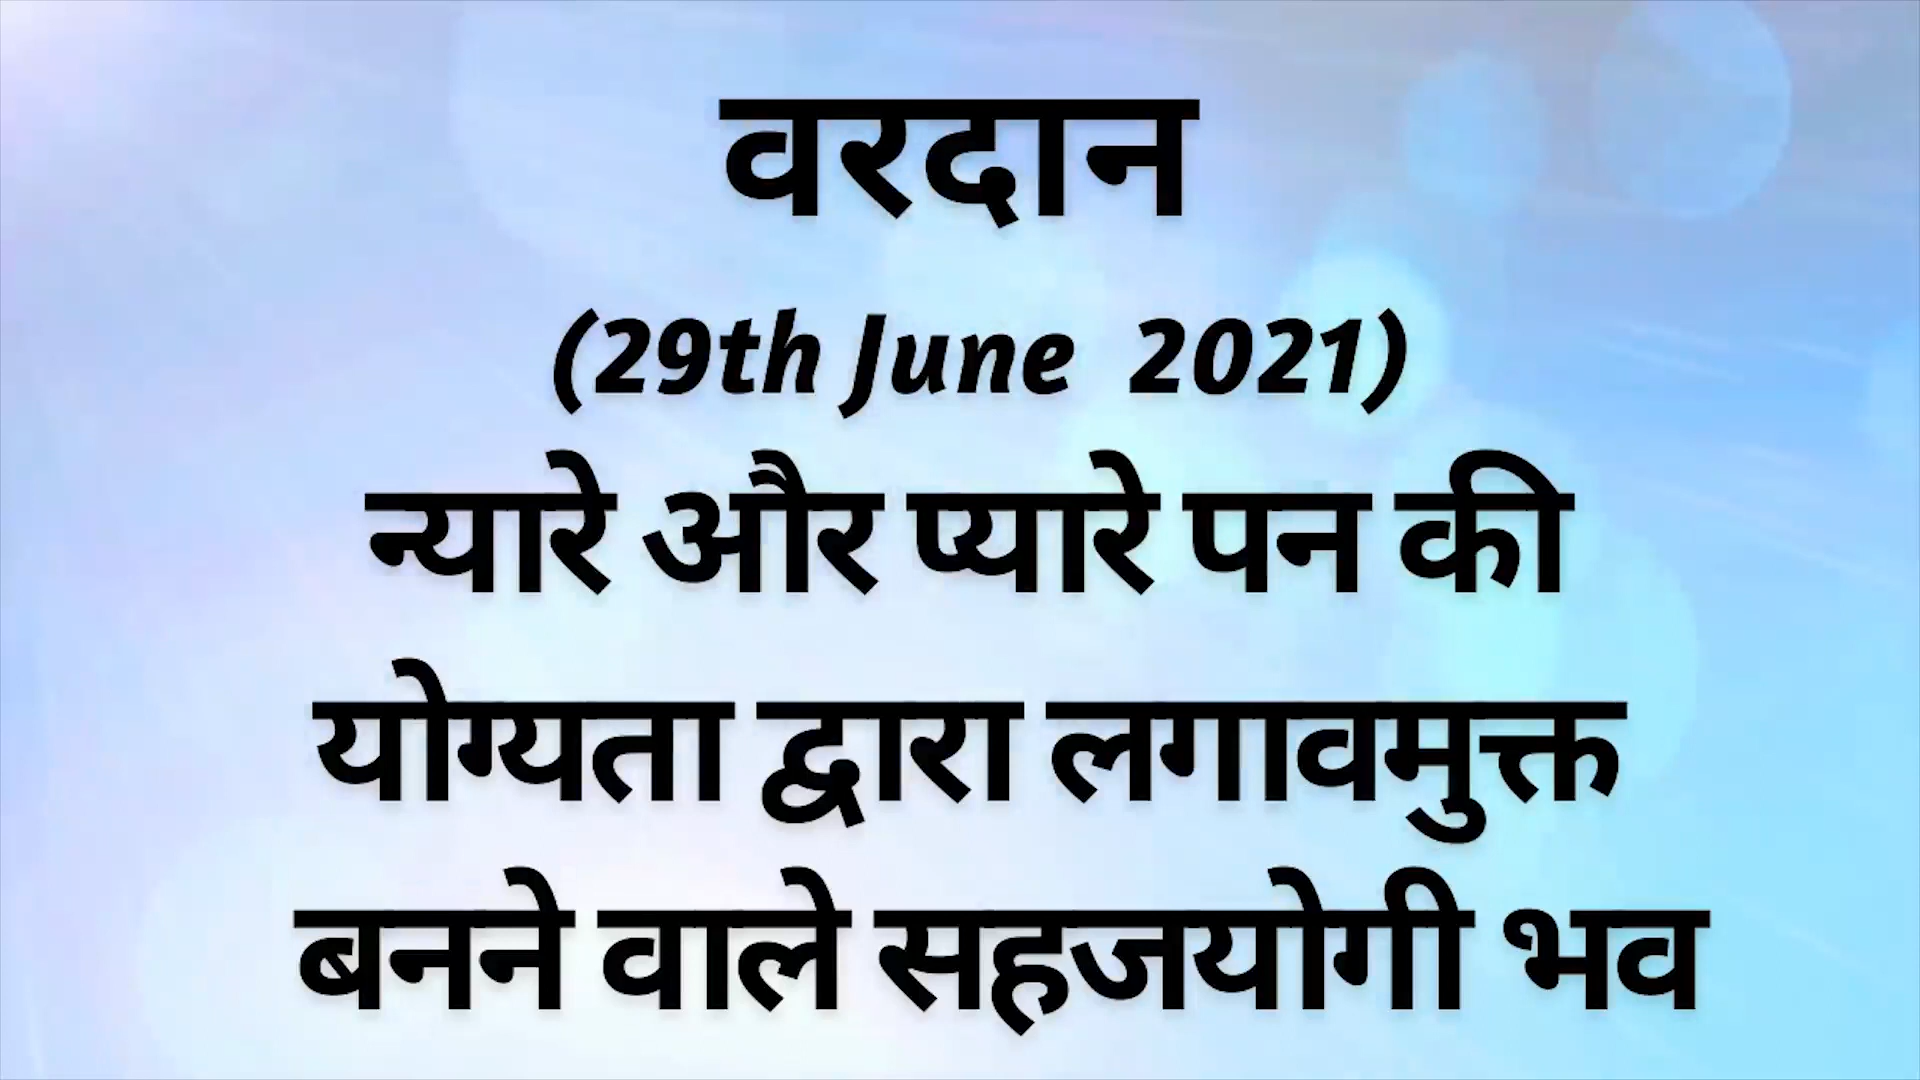 वरदान
(29th June 2021)
न्यारे और प्यारे पन की
योग्यता द्वारा लगावमुक्त
बनने वाले सहजयोगी भव